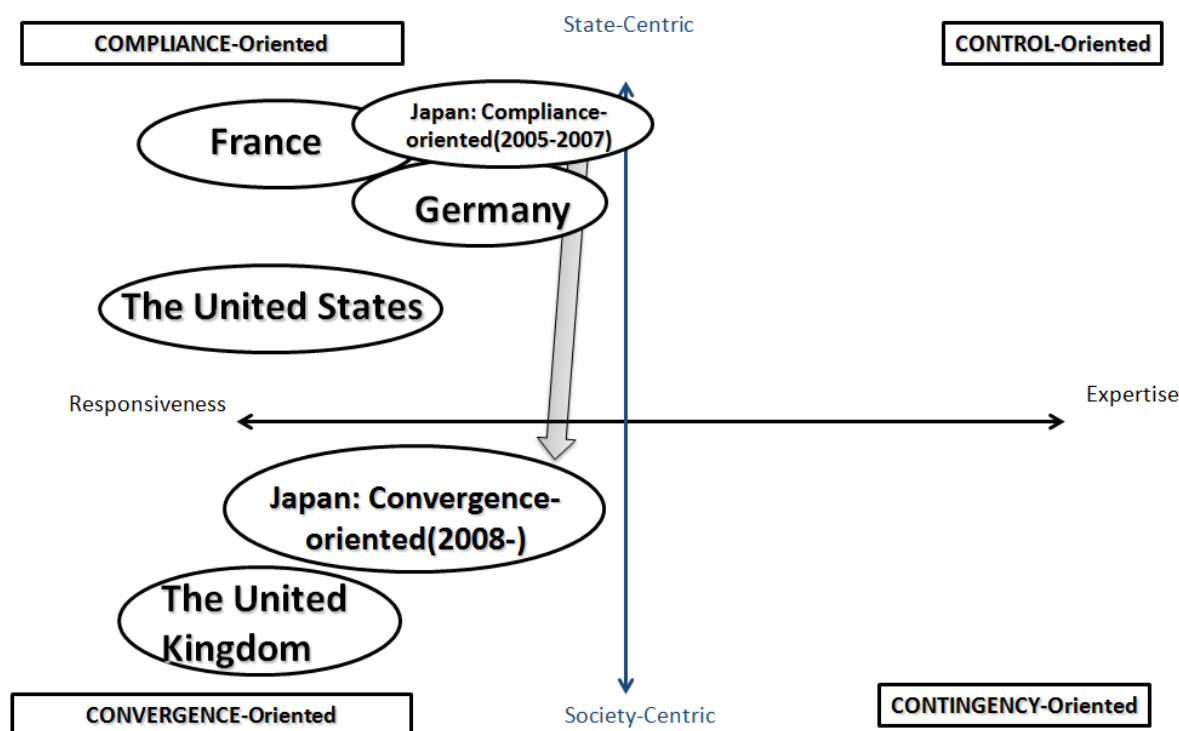 State-Centric
COMPLIANCE-Oriented
CONTROL-Oriented
Japan: Compliance-
oriented(2005-2007)
France
Germany
The United States
Responsiveness
Expertise
Japan: Convergence-
oriented(2008-)
The United
Kingdom
CONVERGENCE-Oriented
Society-Centric
CONTINGENCY-Oriented